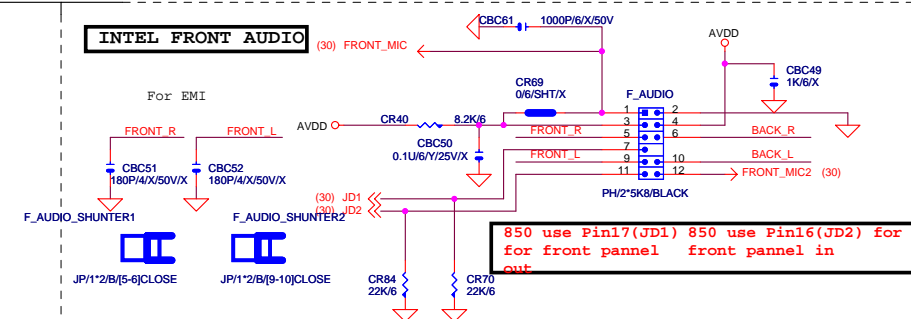 CBC61
1000P/6/X/50V
INTEL FRONT AUDIO
(30) FRONT_MIC
AVDD
CBC49
1K/6/X
For EMI
CR69
0/6/SHT/X
F_AUDIO
AVDD
CR40
8.2K/6
1
2
3
4
FRONT_R
FRONT_L
FRONT_R
5
6
BACK_R
CBC50
0.1U/6/Y/25V/X
7
CBC51
180P/4/X/50V/X
CBC52
180P/4/X/50V/X
FRONT_L
9
10
BACK_L
11
12
FRONT_MIC2 (30)
PH/2*5K8/BLACK
(30) JD1
(30) JD2
F_AUDIO_SHUNTER1
F_AUDIO_SHUNTER2
850 use Pin17(JD1)
for front pannel
out
850 use Pin16(JD2) for
front pannel in
JP/1*2/B/[5-6]CLOSE
JP/1*2/B/[9-10]CLOSE
CR84
22K/6
CR70
22K/6